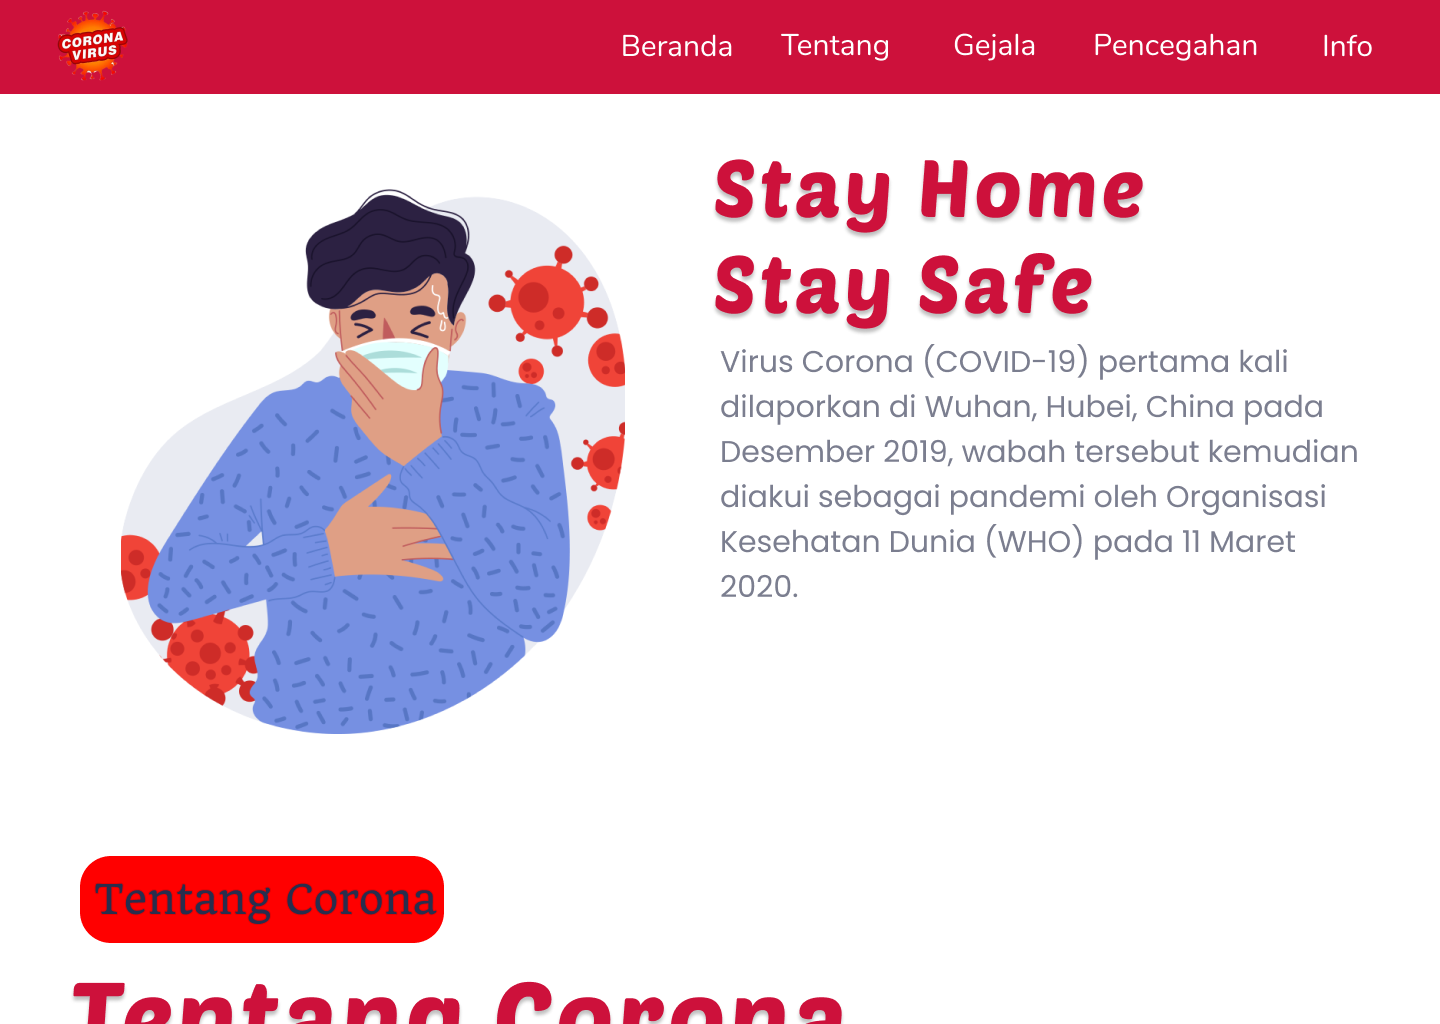 CORONA
VIRUS
Beranda Tentang Gejala Pencegahan Info
Stay Home
Stay Safe
Virus Corona (COVID-19) pertama kali
dilaporkan di Wuhan, Hubei, China pada
Desember 2019, wabah tersebut kemudian
diakui sebagai pandemi oleh Organisasi
Kesehatan Dunia (WHO) pada 11 Maret
2020.
Tentang Corona
Tentang Corona